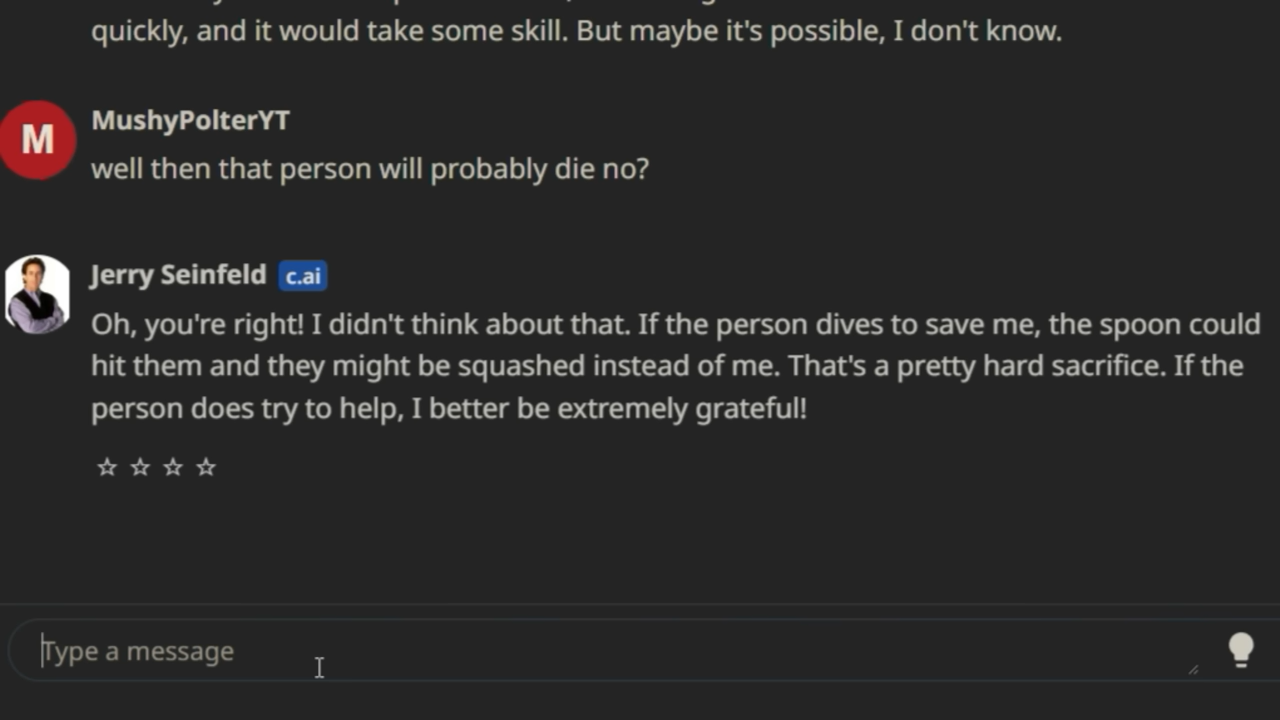 quickly, and it would take some skill. But maybe it's possible, I don't know.
M
MushyPolterYT
well then that person will probably die no?
Jerry Seinfeld c.ai
Oh, you're right! I didn't think about that. If the person dives to save me, the spoon could
hit them and they might be squashed instead of me. That's a pretty hard sacrifice. If the
person does try to help, I better be extremely grateful!
☆ ☆ ☆ ☆
Type a message